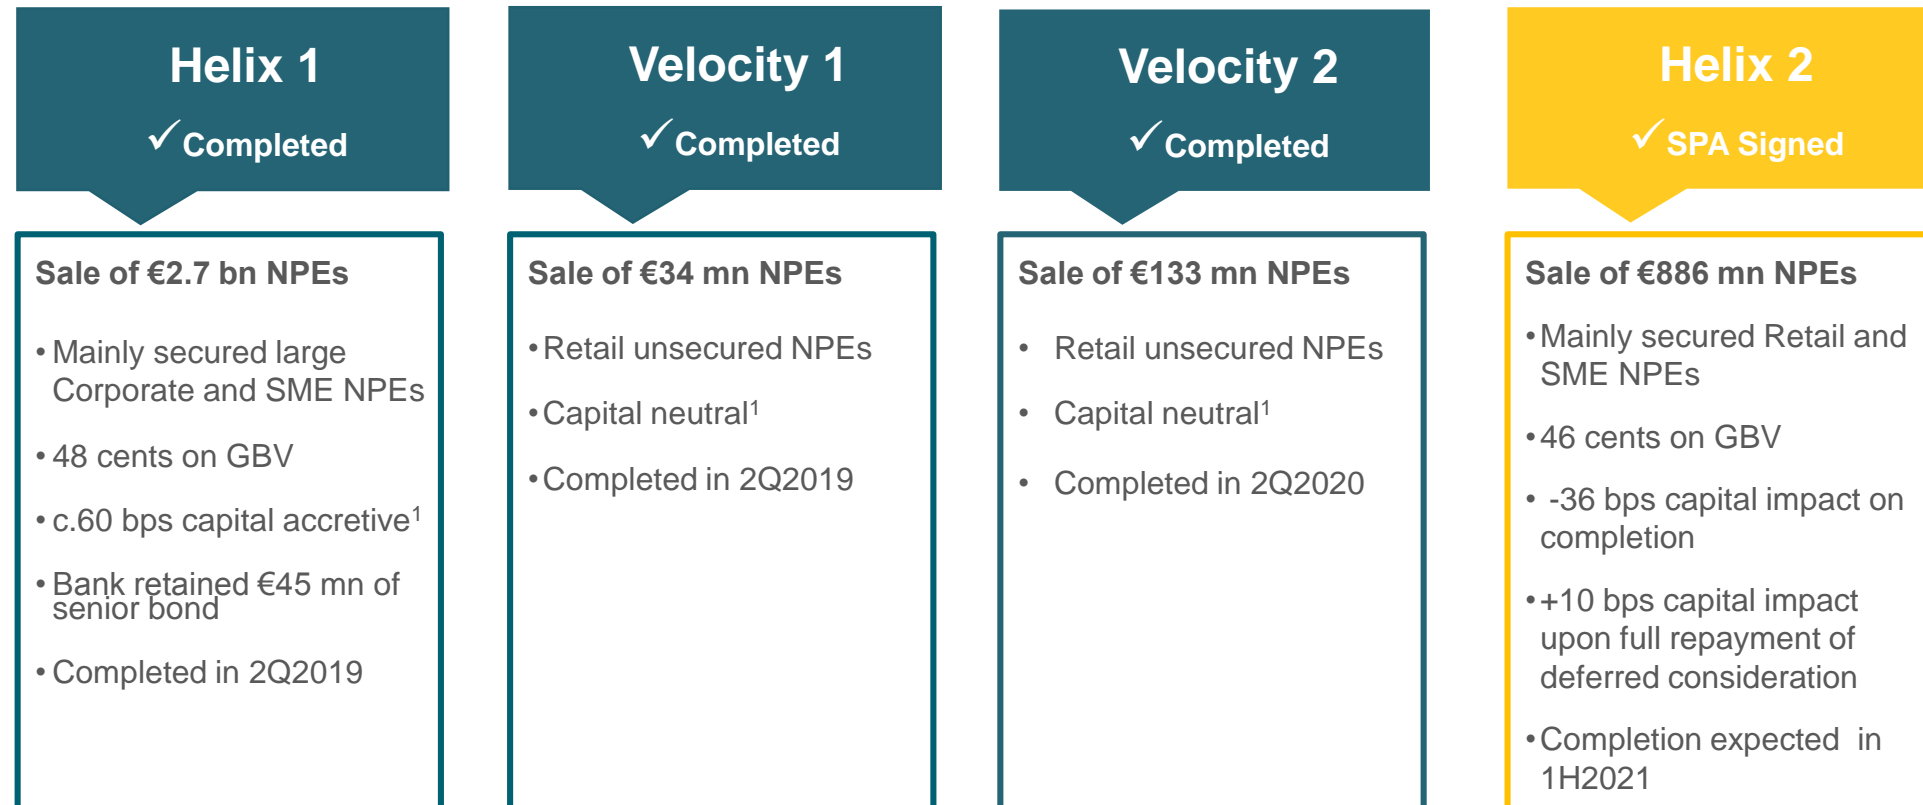 Helix 1
✓ Completed
Sale of €2.7 bn NPEs
• Mainly secured large
Corporate and SME NPEs
• 48 cents on GBV
• c.60 bps capital accretive¹
• Bank retained €45 mn of
senior bond
• Completed in 2Q2019
Velocity 1
✓ Completed
Sale of €34 mn NPEs
• Retail unsecured NPEs
• Capital neutral¹
• Completed in 2Q2019
Velocity 2
✓ Completed
Sale of €133 mn NPEs
• Retail unsecured NPEs
• Capital neutral¹
• Completed in 2Q2020
Helix 2
✓ SPA Signed
Sale of €886 mn NPEs
• Mainly secured Retail and
SME NPEs
• 46 cents on GBV
• -36 bps capital impact on
completion
• +10 bps capital impact
upon full repayment of
deferred consideration
• Completion expected in
1H2021